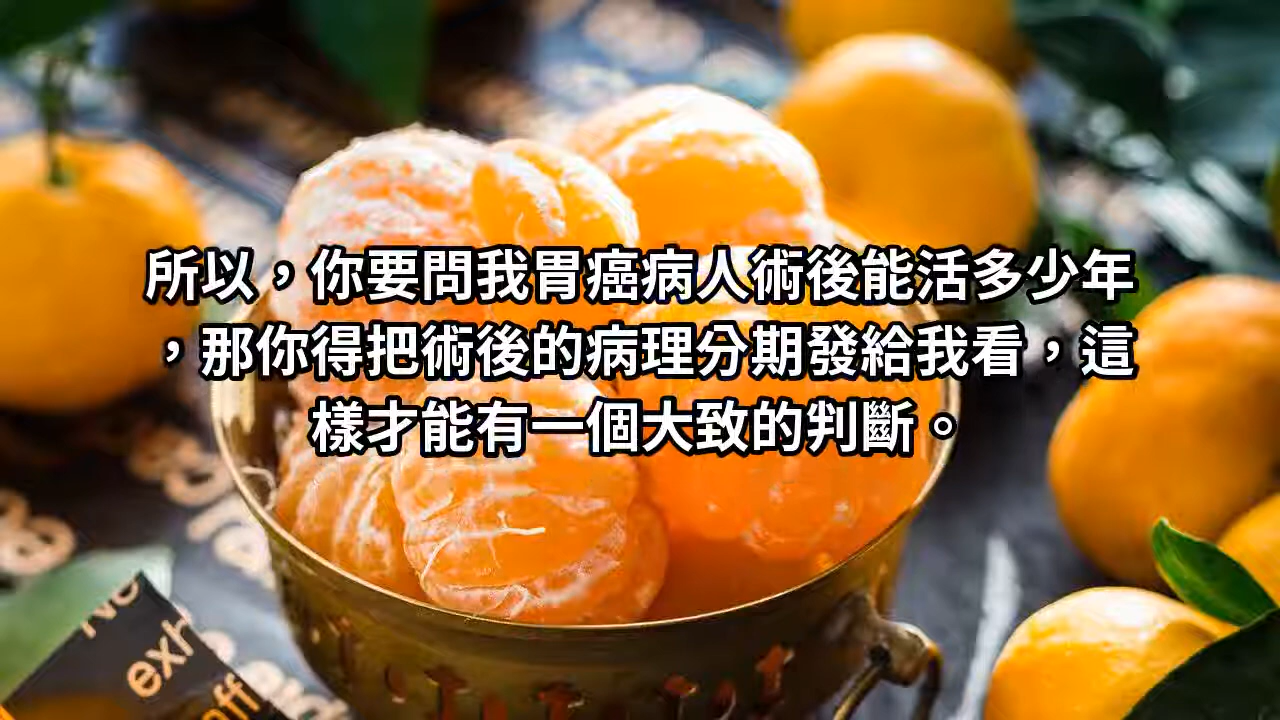 所以，你要問我胃癌病人術後能活多少年
，那你得把術後的病理分期發給我看，這
樣才能有一個大致的判斷。
exh